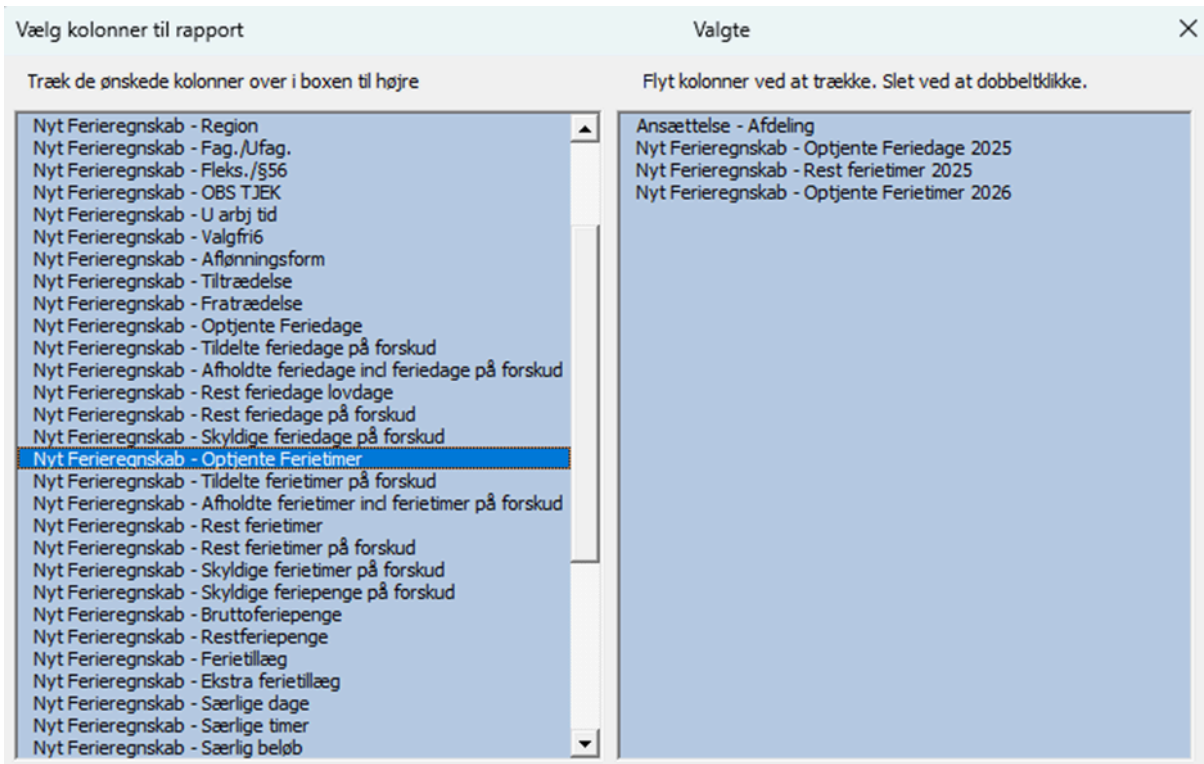 Vælg kolonner til rapport
Valgte
Træk de ønskede kolonner over i boxen til højre
Flyt kolonner ved at trække. Slet ved at dobbeltklikke.
Nyt Ferieregnskab - Region
Nyt Ferieregnskab - Fag./Ufag.
Nyt Ferieregnskab - Fleks./§56
Nyt Ferieregnskab - OBS TJEK
Nyt Ferieregnskab - U arbj tid
Nyt Ferieregnskab - Valgfri6
Nyt Ferieregnskab - Aflønningsform
Nyt Ferieregnskab - Tiltrædelse
Nyt Ferieregnskab - Fratrædelse
Nyt Ferieregnskab - Optjente Feriedage
Nyt Ferieregnskab - Tildelte feriedage på forskud
Nyt Ferieregnskab - Afholdte feriedage incl feriedage på forskud
Nyt Ferieregnskab - Rest feriedage lovdage
Nyt Ferieregnskab - Rest feriedage på forskud
Nyt Ferieregnskab - Skyldige feriedage på forskud
Nyt Ferieregnskab - Optjente Ferietimer
Nyt Ferieregnskab - Tildelte ferietimer på forskud
Nyt Ferieregnskab - Afholdte ferietimer incl ferietimer på forskud
Nyt Ferieregnskab - Rest ferietimer
Nyt Ferieregnskab - Rest ferietimer på forskud
Nyt Ferieregnskab - Skyldige ferietimer på forskud
Nyt Ferieregnskab - Skyldige feriepenge på forskud
Nyt Ferieregnskab - Bruttoferiepenge
Nyt Ferieregnskab - Restferiepenge
Nyt Ferieregnskab - Ferietillæg
Nyt Ferieregnskab - Ekstra ferietillæg
Nyt Ferieregnskab - Særlige dage
Nyt Ferieregnskab - Særlige timer
Nyt Ferieregnskab - Særlig beløb
Ansættelse - Afdeling
Nyt Ferieregnskab - Optjente Feriedage 2025
Nyt Ferieregnskab - Rest ferietimer 2025
Nyt Ferieregnskab - Optjente Ferietimer 2026